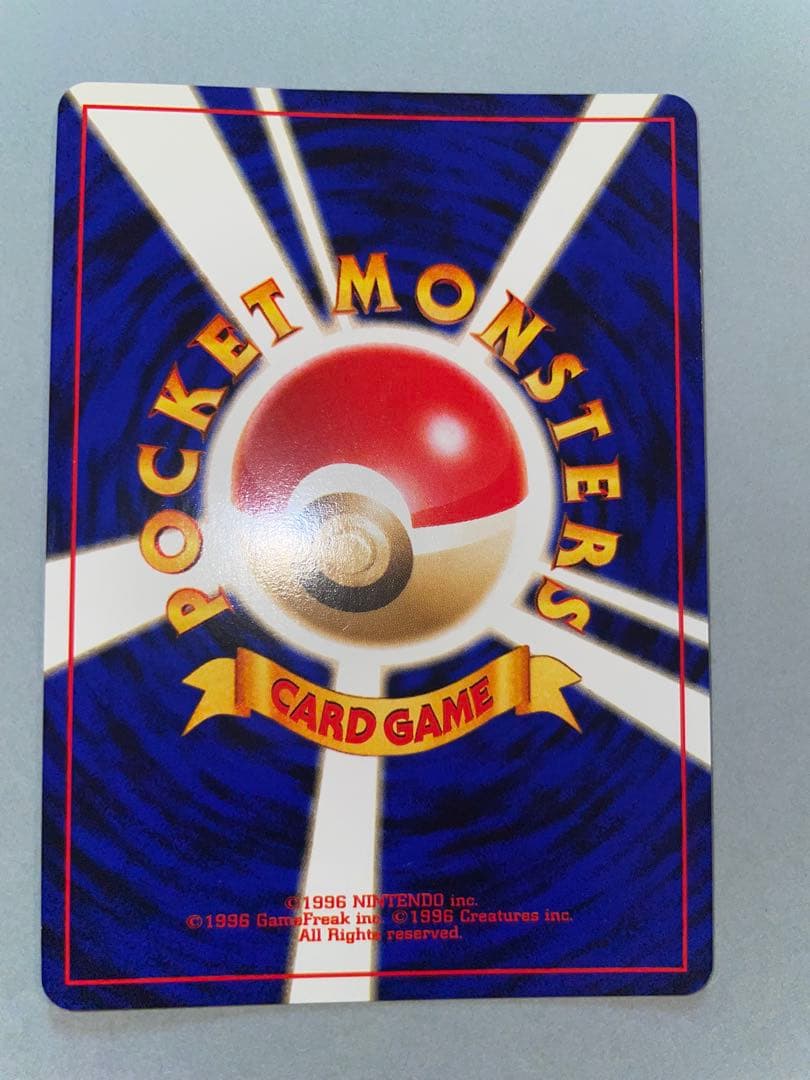 POCKET MONSTERS
CARD GAME
©1996 NINTENDO inc.
©1996 GameFreak inc. ©1996 Creatures inc.
All Rights reserved.